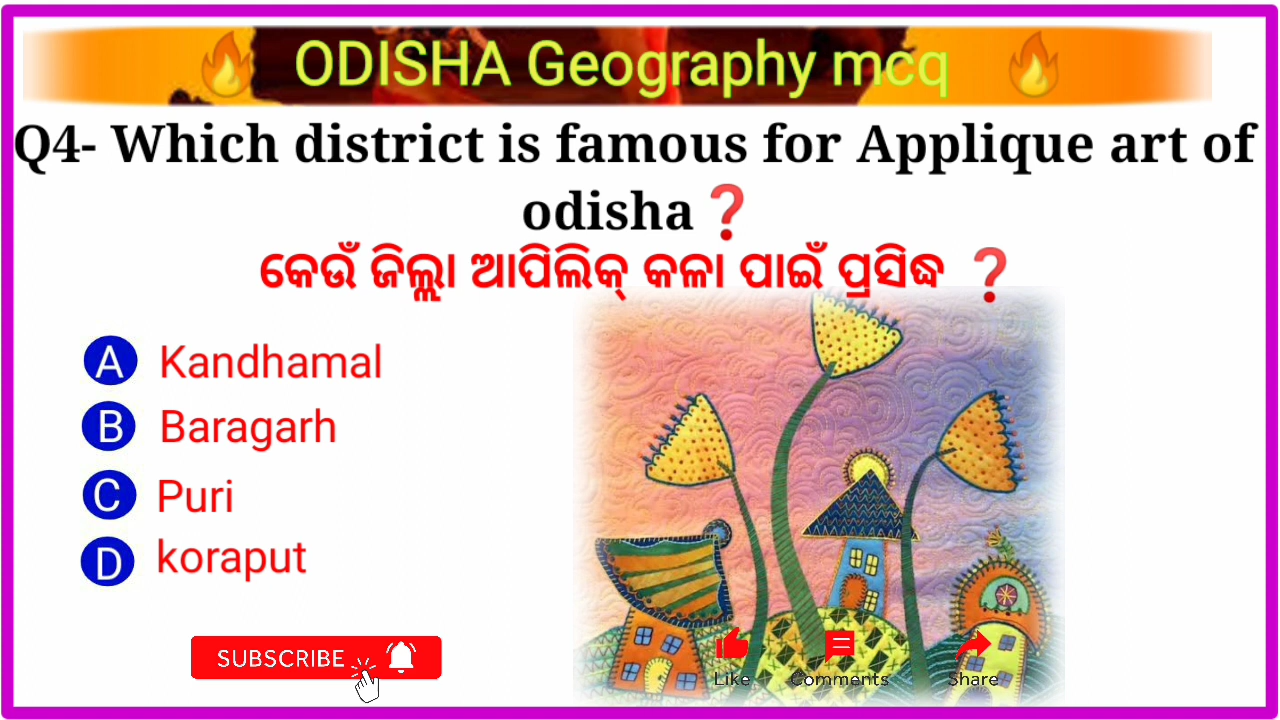 ODISHA Geography mcq
Q4- Which district is famous for Applique art of
odisha❓
କେଉଁ ଜିଲ୍ଲା ଆପିଲିକ୍ କଳା ପାଇଁ ପ୍ରସିଦ୍ଧ ❓
A Kandhamal
B Baragarh
C Puri
D koraput
SUBSCRIBE
Like Comments Share